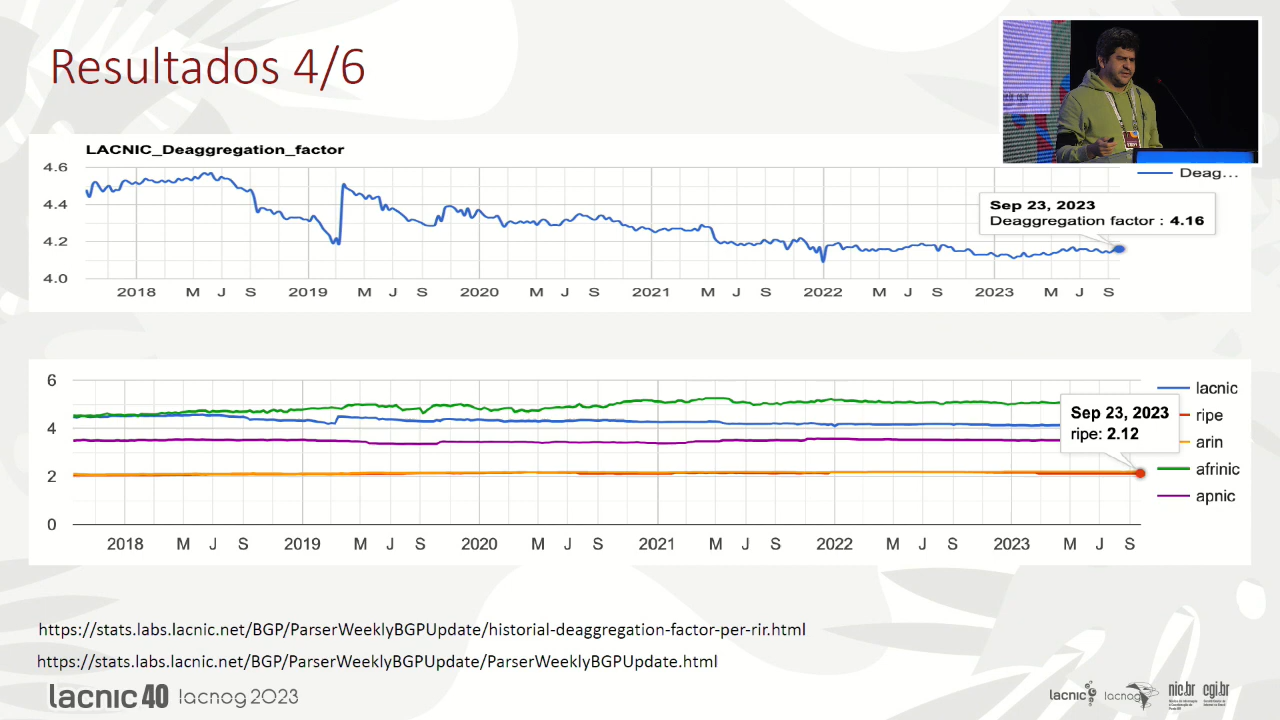 Resultados 4/6
LACNIC_Deaggregation_factor
4.6
4.4
4.2
4.0
2018 M J S 2019 M J S 2020 M J S 2021 M J S 2022 M J S 2023 M J S
Deag...
Sep 23, 2023
Deaggregation factor : 4.16
6
4
2
0
2018 M J S 2019 M J S 2020 M J S 2021 M J S 2022 M J S 2023 M J S
lacnic
ripe
arin
afrinic
apnic
Sep 23, 2023
ripe: 2.12
https://stats.labs.lacnic.net/BGP/ParserWeeklyBGPUpdate/historial-deaggregation-factor-per-rir.html
https://stats.labs.lacnic.net/BGP/ParserWeeklyBGPUpdate/ParserWeeklyBGPUpdate.html
lacnic 40 lacnog 2023
lacnic lacnog nic.br cgi.br